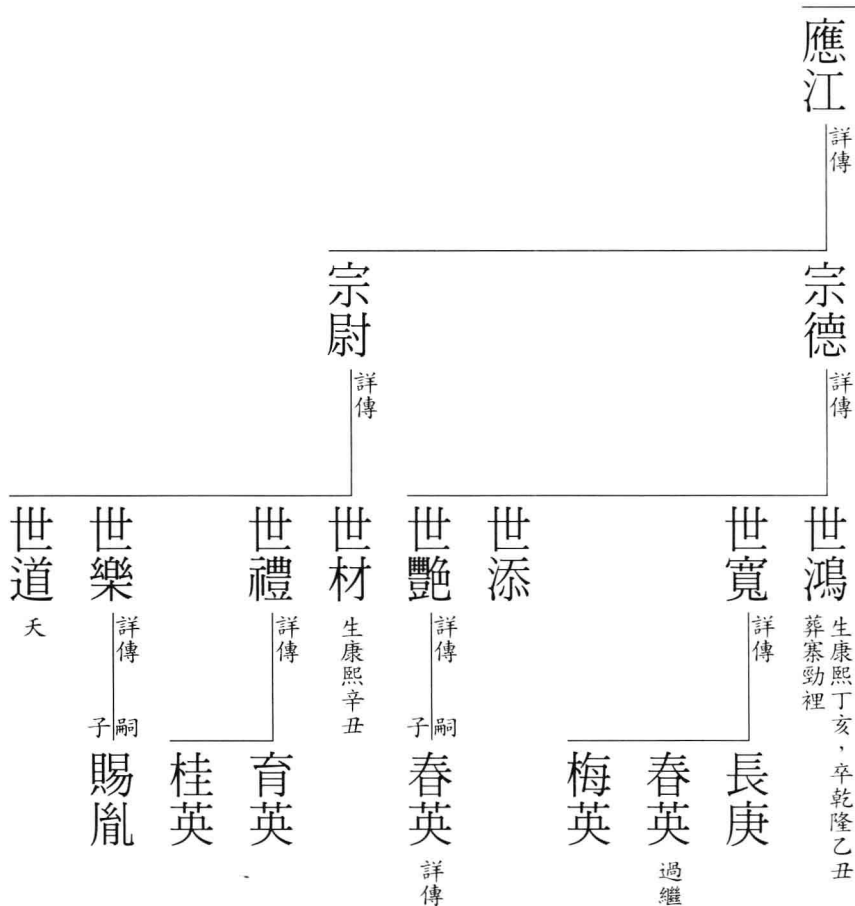 應江
詳傳
宗德
詳傳
宗尉
詳傳
世鴻
生康熙丁亥，卒乾隆乙丑
葬寨勁裡
世寬
詳傳
世添
世艷
詳傳
嗣子
世材
生康熙辛丑
世禮
詳傳
世樂
詳傳
嗣子
世道
夭
長庚
春英
過繼
梅英
春英
詳傳
育英
桂英
賜胤